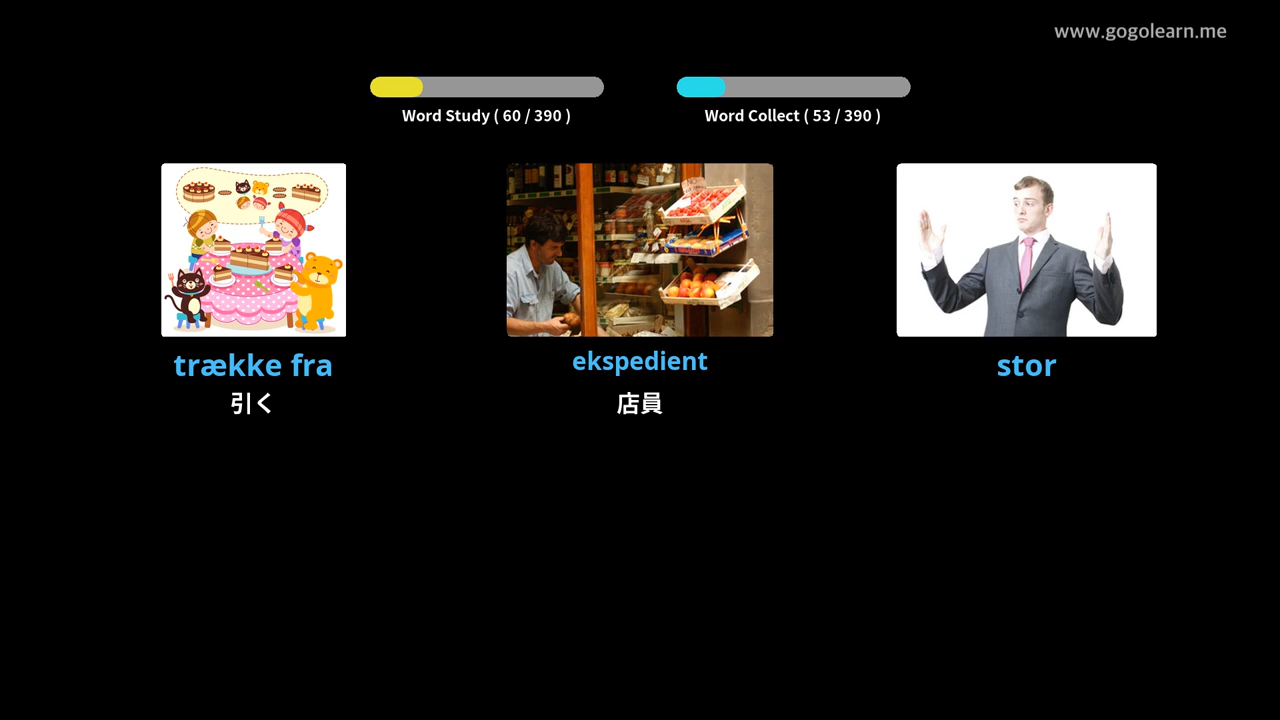 www.gogolearn.me
Word Study ( 60 / 390 )
Word Collect ( 53 / 390 )
trække fra
引く
ekspedient
店員
stor